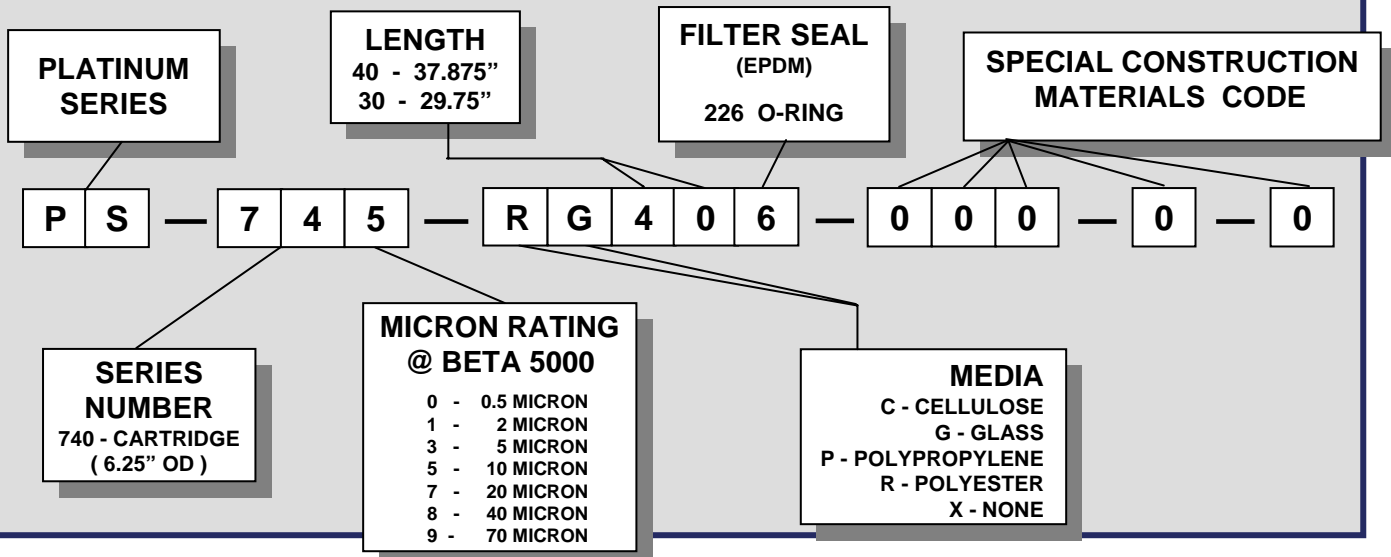 PLATINUM
SERIES
LENGTH
40 - 37.875”
30 - 29.75”
FILTER SEAL
(EPDM)
226 O-RING
SPECIAL CONSTRUCTION
MATERIALS CODE
P S — 7 4 5 — R G 4 0 6 — 0 0 0 — 0 — 0
SERIES
NUMBER
740 - CARTRIDGE
( 6.25” OD )
MICRON RATING
@ BETA 5000
0 - 0.5 MICRON
1 - 2 MICRON
3 - 5 MICRON
5 - 10 MICRON
7 - 20 MICRON
8 - 40 MICRON
9 - 70 MICRON
MEDIA
C - CELLULOSE
G - GLASS
P - POLYPROPYLENE
R - POLYESTER
X - NONE